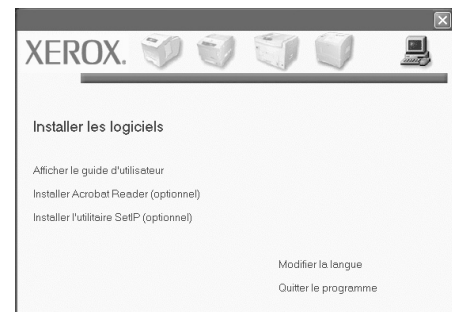 XEROX.
Installer les logiciels
Afficher le guide d'utilisateur
Installer Acrobat Reader (optionnel)
Installer l'utilitaire SetIP (optionnel)
Modifier la langue
Quitter le programme